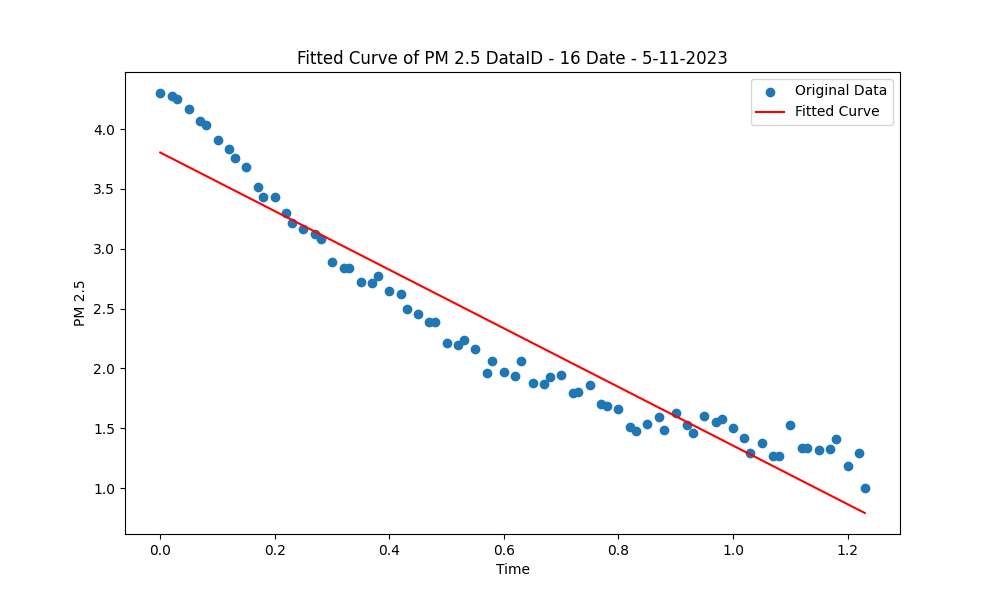 Fitted Curve of PM 2.5 DataID - 16 Date - 5-11-2023
Original Data
Fitted Curve
PM 2.5
4.0
3.5
3.0
2.5
2.0
1.5
1.0
0.0 0.2 0.4 0.6 0.8 1.0 1.2
Time